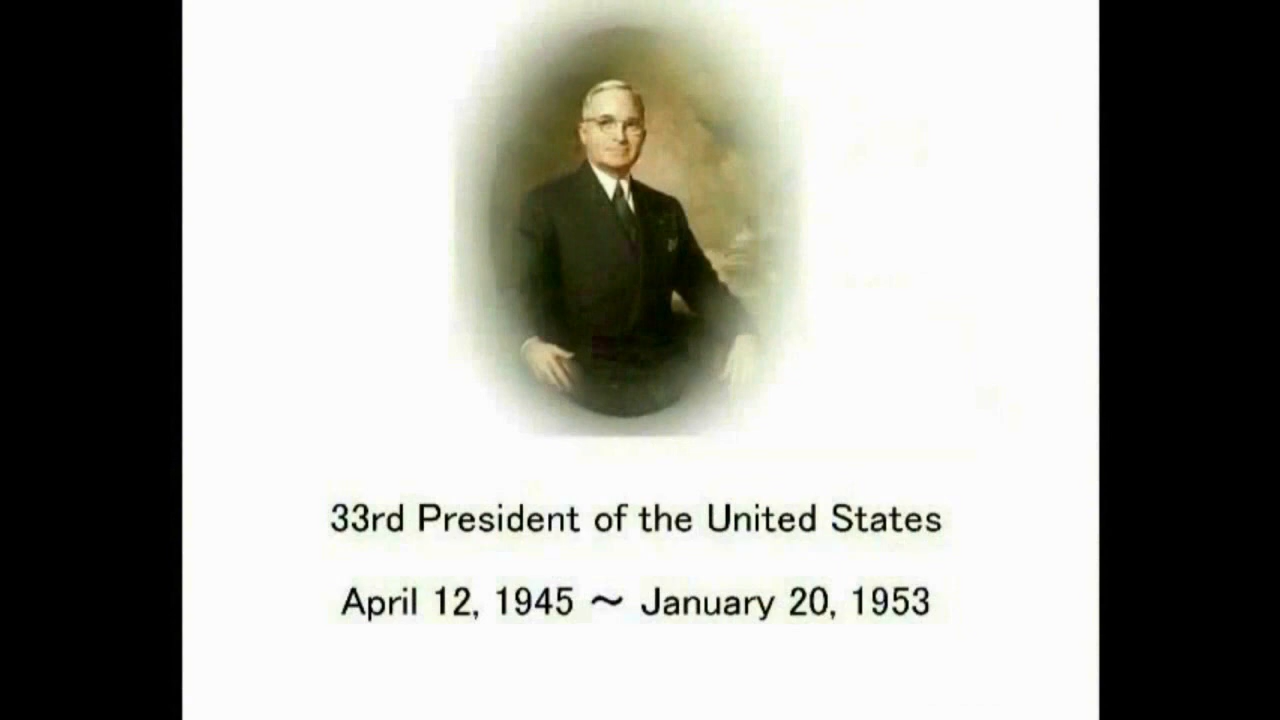 33rd President of the United States
April 12, 1945 ～ January 20, 1953